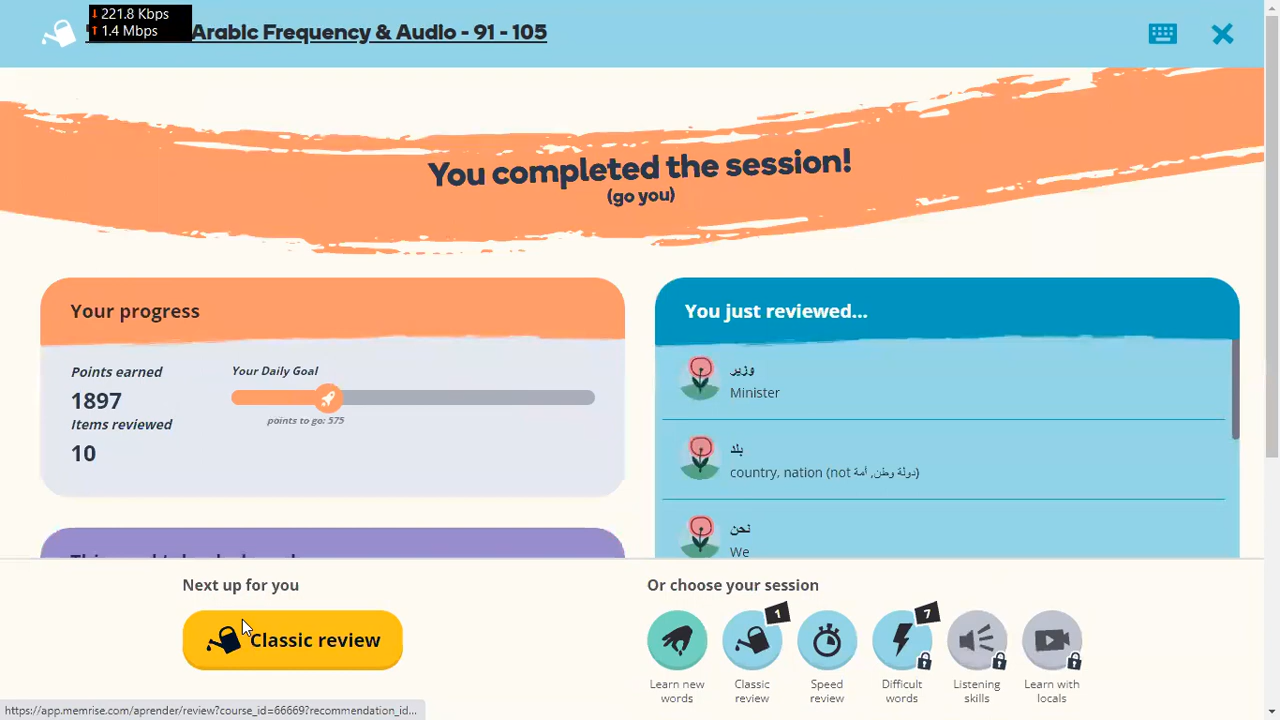 221.8 Kbps
1.4 Mbps
Arabic Frequency & Audio - 91 - 105
You completed the session!
(go you)
Your progress
Points earned
1897
Items reviewed
10
Your Daily Goal
points to go: 575
You just reviewed...
وزير
Minister
بلد
country, nation (not دولة وطن, أمة)
نحن
We
Next up for you
Classic review
Or choose your session
1
7
Learn new words
Classic review
Speed review
Difficult words
Listening skills
Learn with locals
https://app.memrise.com/aprender/review?course_id=66669?recommendation_id...